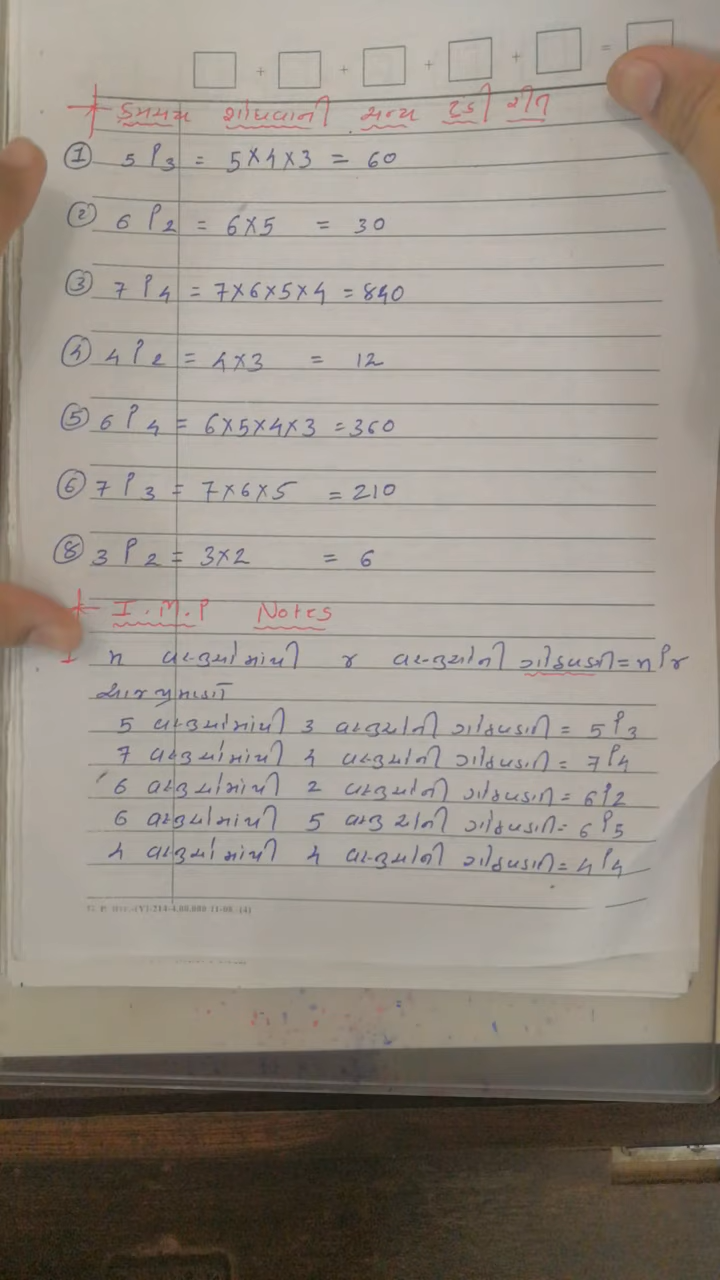 □ + □ + □ + □ + □ = □
* ક્રમચય શોધવાની અન્ય ટૂંકી રીત
① 5P3 = 5×4×3 = 60
② 6P2 = 6×5 = 30
③ 7P4 = 7×6×5×4 = 840
④ 4P2 = 4×3 = 12
⑤ 6P4 = 6×5×4×3 = 360
⑥ 7P3 = 7×6×5 = 210
⑧ 3P2 = 3×2 = 6
* I.M.P Notes
1 n વસ્તુઓમાંથી r વસ્તુઓની ગોઠવણી = nPr
5 વસ્તુઓમાંથી 3 વસ્તુઓની ગોઠવણી = 5P3
7 વસ્તુઓમાંથી 4 વસ્તુઓની ગોઠવણી = 7P4
6 વસ્તુઓમાંથી 2 વસ્તુઓની ગોઠવણી = 6P2
6 વસ્તુઓમાંથી 5 વસ્તુઓની ગોઠવણી = 6P5
4 વસ્તુઓમાંથી 4 વસ્તુઓની ગોઠવણી = 4P4